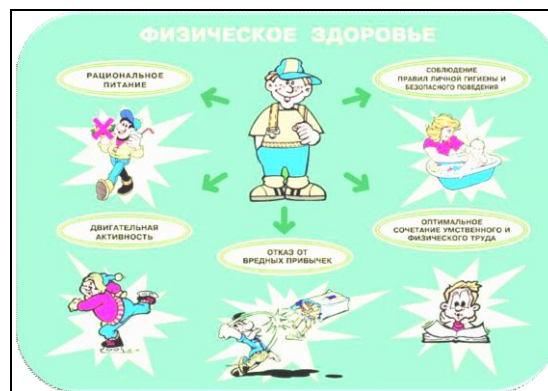 ФИЗИЧЕСКОЕ ЗДОРОВЬЕ
РАЦИОНАЛЬНОЕ
ПИТАНИЕ
СОБЛЮДЕНИЕ
ПРАВИЛ ЛИЧНОЙ ГИГИЕНЫ И
БЕЗОПАСНОГО ПОВЕДЕНИЯ
ДВИГАТЕЛЬНАЯ
АКТИВНОСТЬ
ОТКАЗ ОТ
ВРЕДНЫХ ПРИВЫЧЕК
ОПТИМАЛЬНОЕ
СОЧЕТАНИЕ УМСТВЕННОГО И
ФИЗИЧЕСКОГО ТРУДА